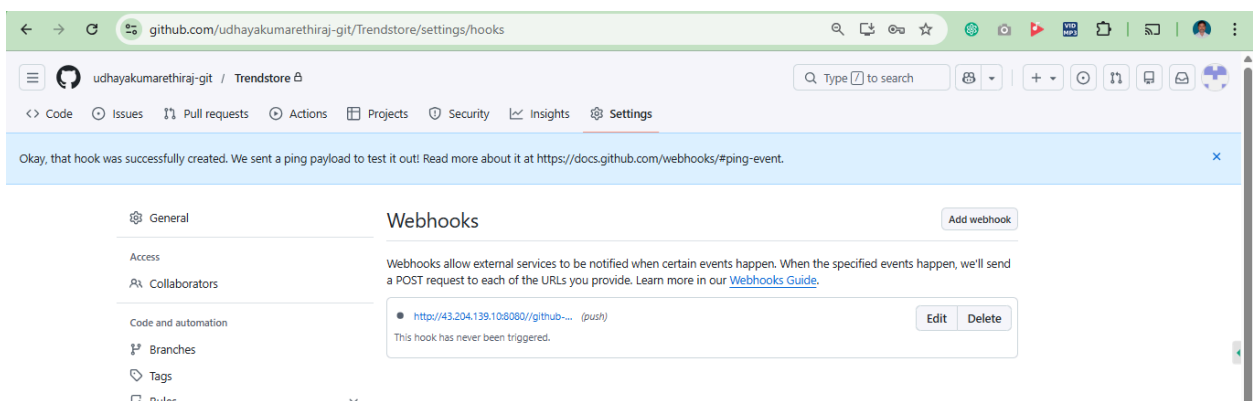 github.com/udhayakumarethiraj-git/Trendstore/settings/hooks
VID
MP3
udhayakumarethiraj-git / Trendstore
Type / to search
Code Issues Pull requests Actions Projects Security Insights Settings
Okay, that hook was successfully created. We sent a ping payload to test it out! Read more about it at https://docs.github.com/webhooks/#ping-event.
General
Access
Collaborators
Code and automation
Branches
Tags
Rules
Webhooks
Add webhook
Webhooks allow external services to be notified when certain events happen. When the specified events happen, we'll send
a POST request to each of the URLs you provide. Learn more in our Webhooks Guide.
http://43.204.139.10:8080//github-... (push)
Edit Delete
This hook has never been triggered.